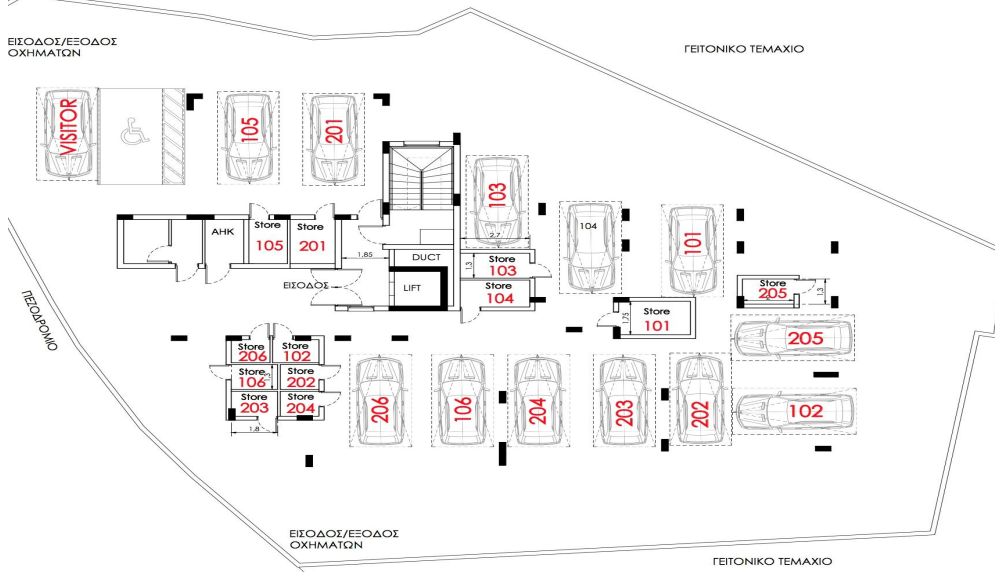 ΕΙΣΟΔΟΣ/ΕΞΟΔΟΣ
ΟΧΗΜΑΤΩΝ
ΓΕΙΤΟΝΙΚΟ ΤΕΜΑΧΙΟ
VISITOR
105
201
103
2.7
104
101
ΑΗΚ
Store
105
Store
201
1.85
DUCT
LIFT
ΕΙΣΟΔΟΣ
1.3
Store
103
Store
104
Store
205
1.3
1.75
Store
101
205
ΠΕΖΟΔΡΟΜΙΟ
Store
206
Store
102
Store
106
Store
202
Store
203
Store
204
1.8
206
106
204
203
202
102
ΕΙΣΟΔΟΣ/ΕΞΟΔΟΣ
ΟΧΗΜΑΤΩΝ
ΓΕΙΤΟΝΙΚΟ ΤΕΜΑΧΙΟ